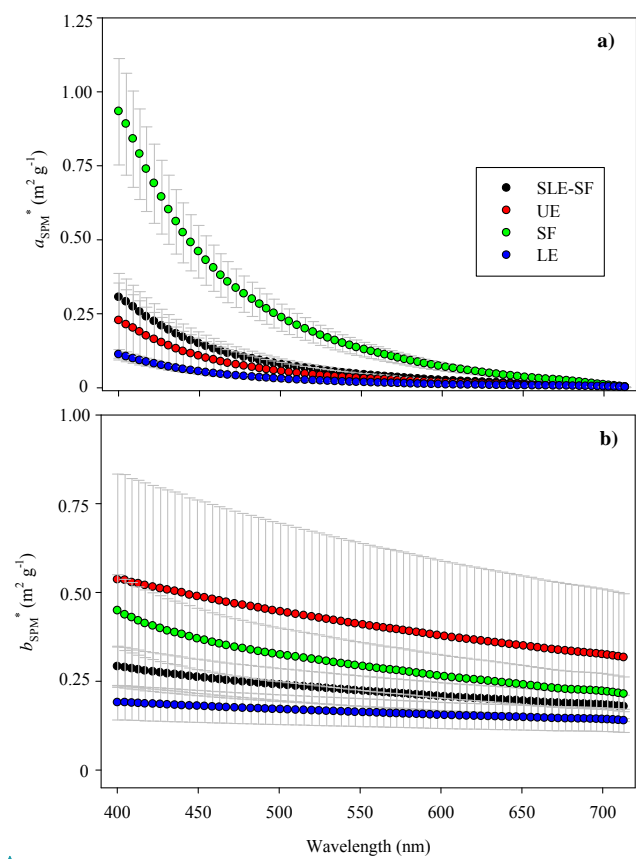 1.25
a)
1.00
0.75
0.50
0.25
0
aSPM* (m² g⁻¹)
SLE-SF
UE
SF
LE
1.00
b)
0.75
0.50
0.25
0
bSPM* (m² g⁻¹)
400 450 500 550 600 650 700
Wavelength (nm)